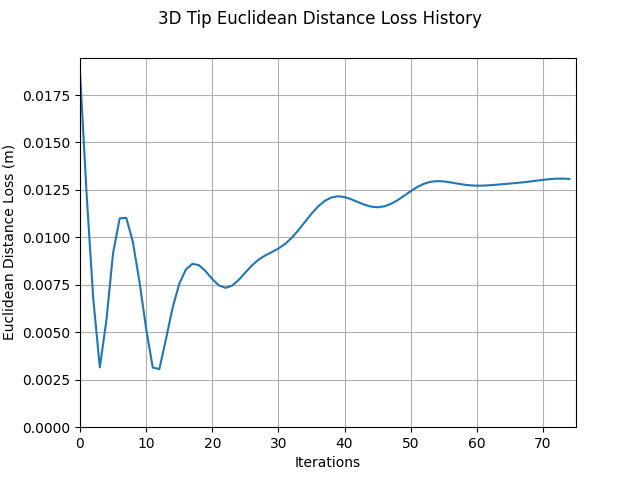 3D Tip Euclidean Distance Loss History
Euclidean Distance Loss (m)
0.0175
0.0150
0.0125
0.0100
0.0075
0.0050
0.0025
0.0000
0 10 20 30 40 50 60 70
Iterations